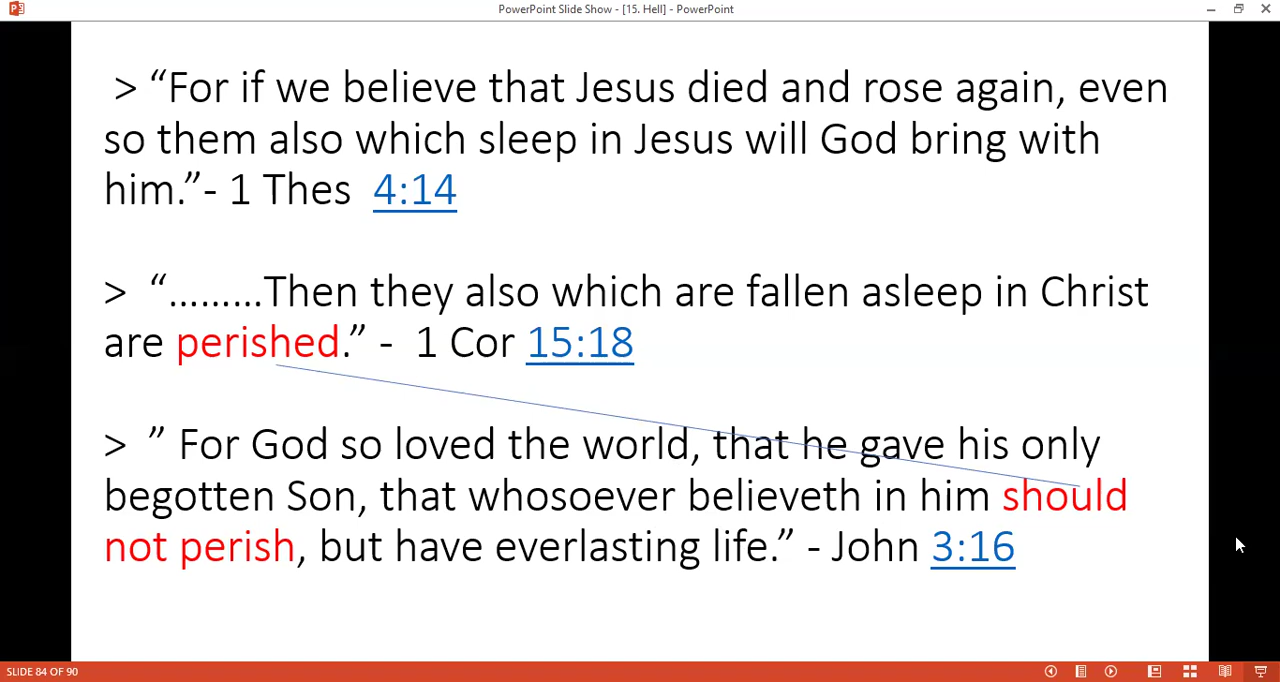 PowerPoint Slide Show - [15. Hell] - PowerPoint
> “For if we believe that Jesus died and rose again, even
so them also which sleep in Jesus will God bring with
him.”- 1 Thes 4:14
> “.........Then they also which are fallen asleep in Christ
are perished.” - 1 Cor 15:18
> ” For God so loved the world, that he gave his only
begotten Son, that whosoever believeth in him should
not perish, but have everlasting life.” - John 3:16
SLIDE 84 OF 90